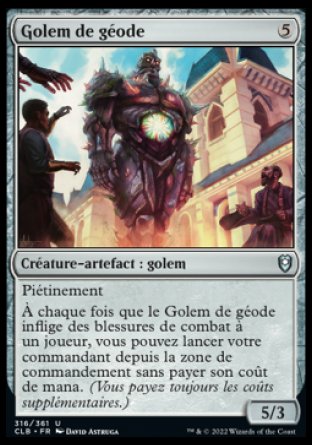 Golem de géode 5
Créature-artefact : golem
Piétinement
À chaque fois que le Golem de géode
inflige des blessures de combat à
un joueur, vous pouvez lancer votre
commandant depuis la zone de
commandement sans payer son coût
de mana. (Vous payez toujours les coûts
supplémentaires.)
5/3
316/361 U
CLB • FR DAVID ASTRUGA
™ & © 2022 Wizards of the Coast